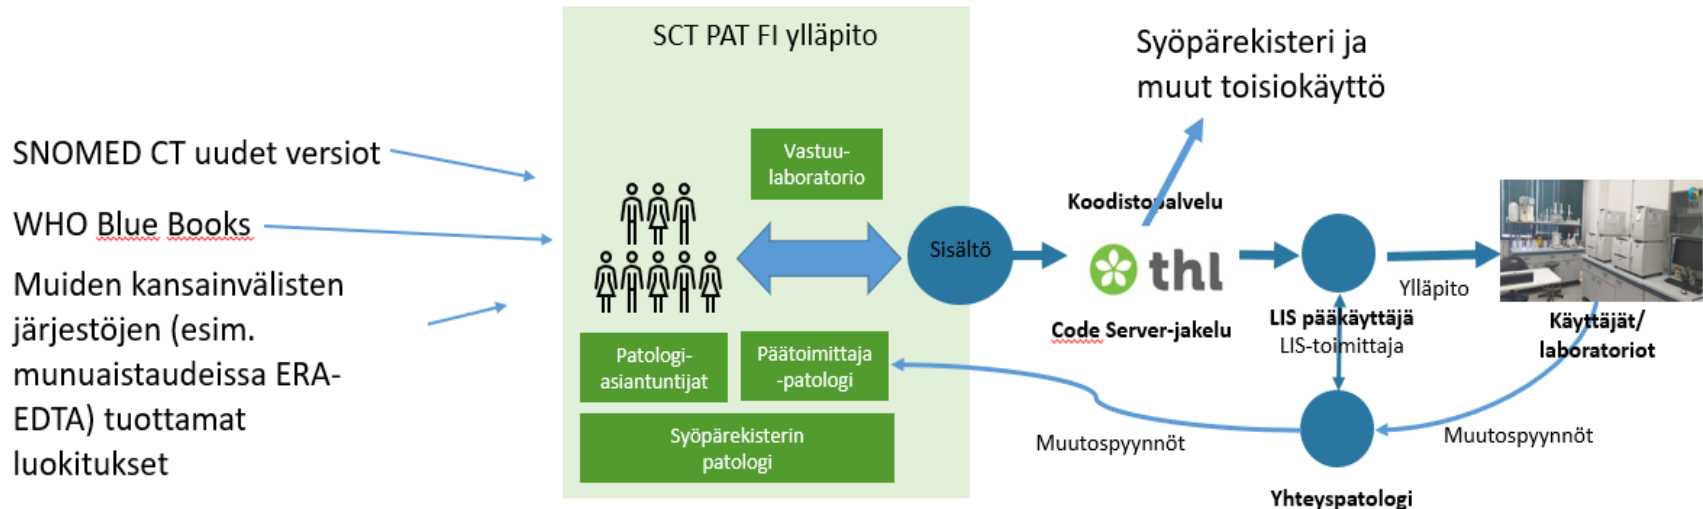 SCT PAT FI ylläpito
Syöpärekisteri ja
muut toisiokäyttö
SNOMED CT uudet versiot
WHO Blue Books
Muiden kansainvälisten
järjestöjen (esim.
munuaistaudeissa ERA-
EDTA) tuottamat
luokitukset
Vastuu-
laboratorio
Patologi-
asiantuntijat
Päätoimittaja
-patologi
Syöpärekisterin
patologi
Sisältö
Koodistopalvelu
thl
Code Server-jakelu
LIS pääkäyttäjä
LIS-toimittaja
Ylläpito
Käyttäjät/
laboratoriot
Muutospyynnöt
Muutospyynnöt
Yhteyspatologi